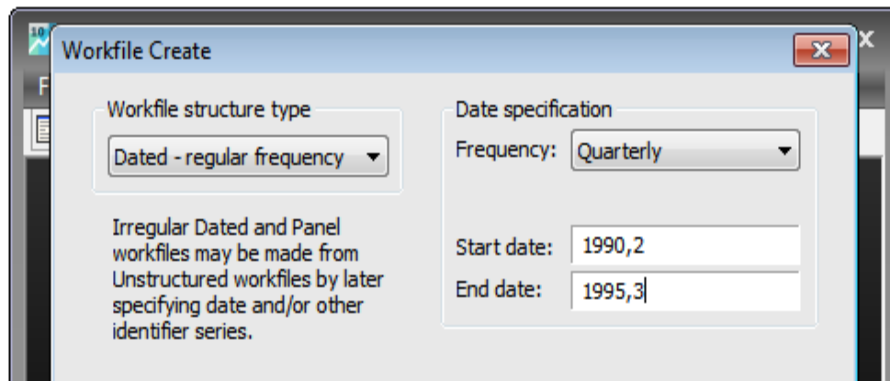 10
Workfile Create
x
F
Workfile structure type
Dated - regular frequency
Irregular Dated and Panel
workfiles may be made from
Unstructured workfiles by later
specifying date and/or other
identifier series.
Date specification
Frequency: Quarterly
Start date: 1990,2
End date: 1995,3